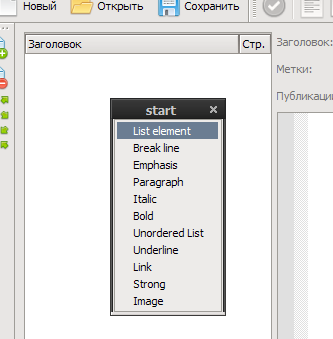 Новый Открыть Сохранить
Заголовок Стр.
Заголовок:
Метки:
Публикаци
start
List element
Break line
Emphasis
Paragraph
Italic
Bold
Unordered List
Underline
Link
Strong
Image